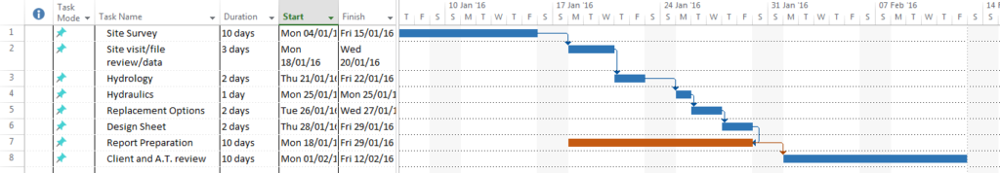 Task Mode Task Name Duration Start Finish
10 Jan '16 17 Jan '16 24 Jan '16 31 Jan '16 07 Feb '16 14 F
T F S S M T W T F S S M T W T F S S M T W T F S S M T W T F S S M T W T F S
1 Site Survey 10 days Mon 04/01/1 Fri 15/01/16
2 Site visit/file review/data 3 days Mon 18/01/16 Wed 20/01/16
3 Hydrology 2 days Thu 21/01/1 Fri 22/01/16
4 Hydraulics 1 day Mon 25/01/1 Mon 25/01/1
5 Replacement Options 2 days Tue 26/01/1 Wed 27/01/1
6 Design Sheet 2 days Thu 28/01/1 Fri 29/01/16
7 Report Preparation 10 days Mon 18/01/1 Fri 29/01/16
8 Client and A.T. review 10 days Mon 01/02/1 Fri 12/02/16